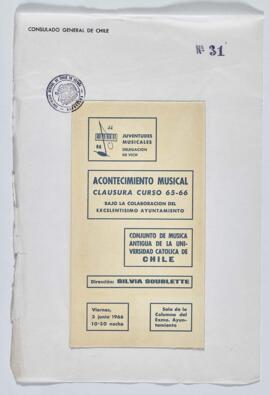 CONSULADO GENERAL DE CHILE
Nº 31
JUVENTUDES
MUSICALES
DELEGACION
DE VICH
ACONTECIMIENTO MUSICAL
CLAUSURA CURSO 65-66
BAJO LA COLABORACION DEL
EXCELENTISIMO AYUNTAMIENTO
CONJUNTO DE MUSICA
ANTIGUA DE LA UNI-
VERSIDAD CATOLICA DE
CHILE
Dirección: SILVIA SOUBLETTE
Viernes,
3 junio 1966
10-30 noche
Sala de la
Columna del
Exmo. Ayun-
tamiento